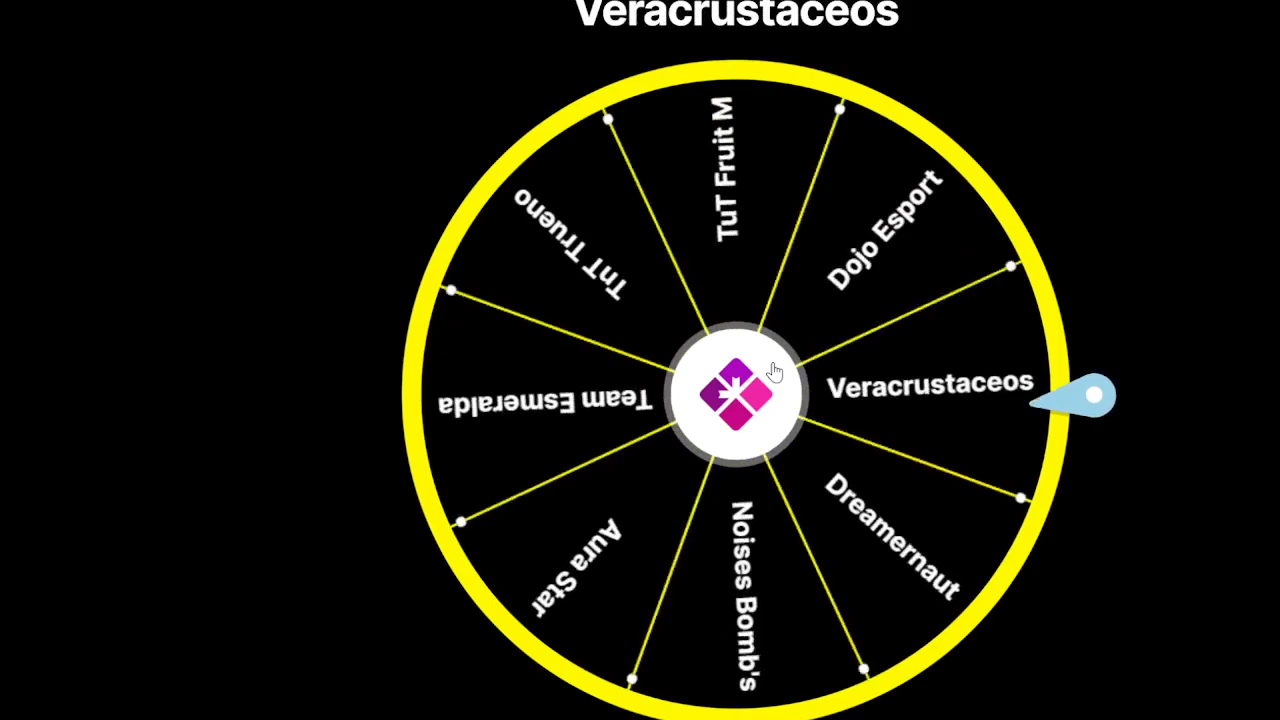 Veracrustaceos
TuT Fruit M
Dojo Esport
Veracrustaceos
Dreamernaut
Noises Bomb's
Aura Star
Team Esmeralda
TnT Trueno